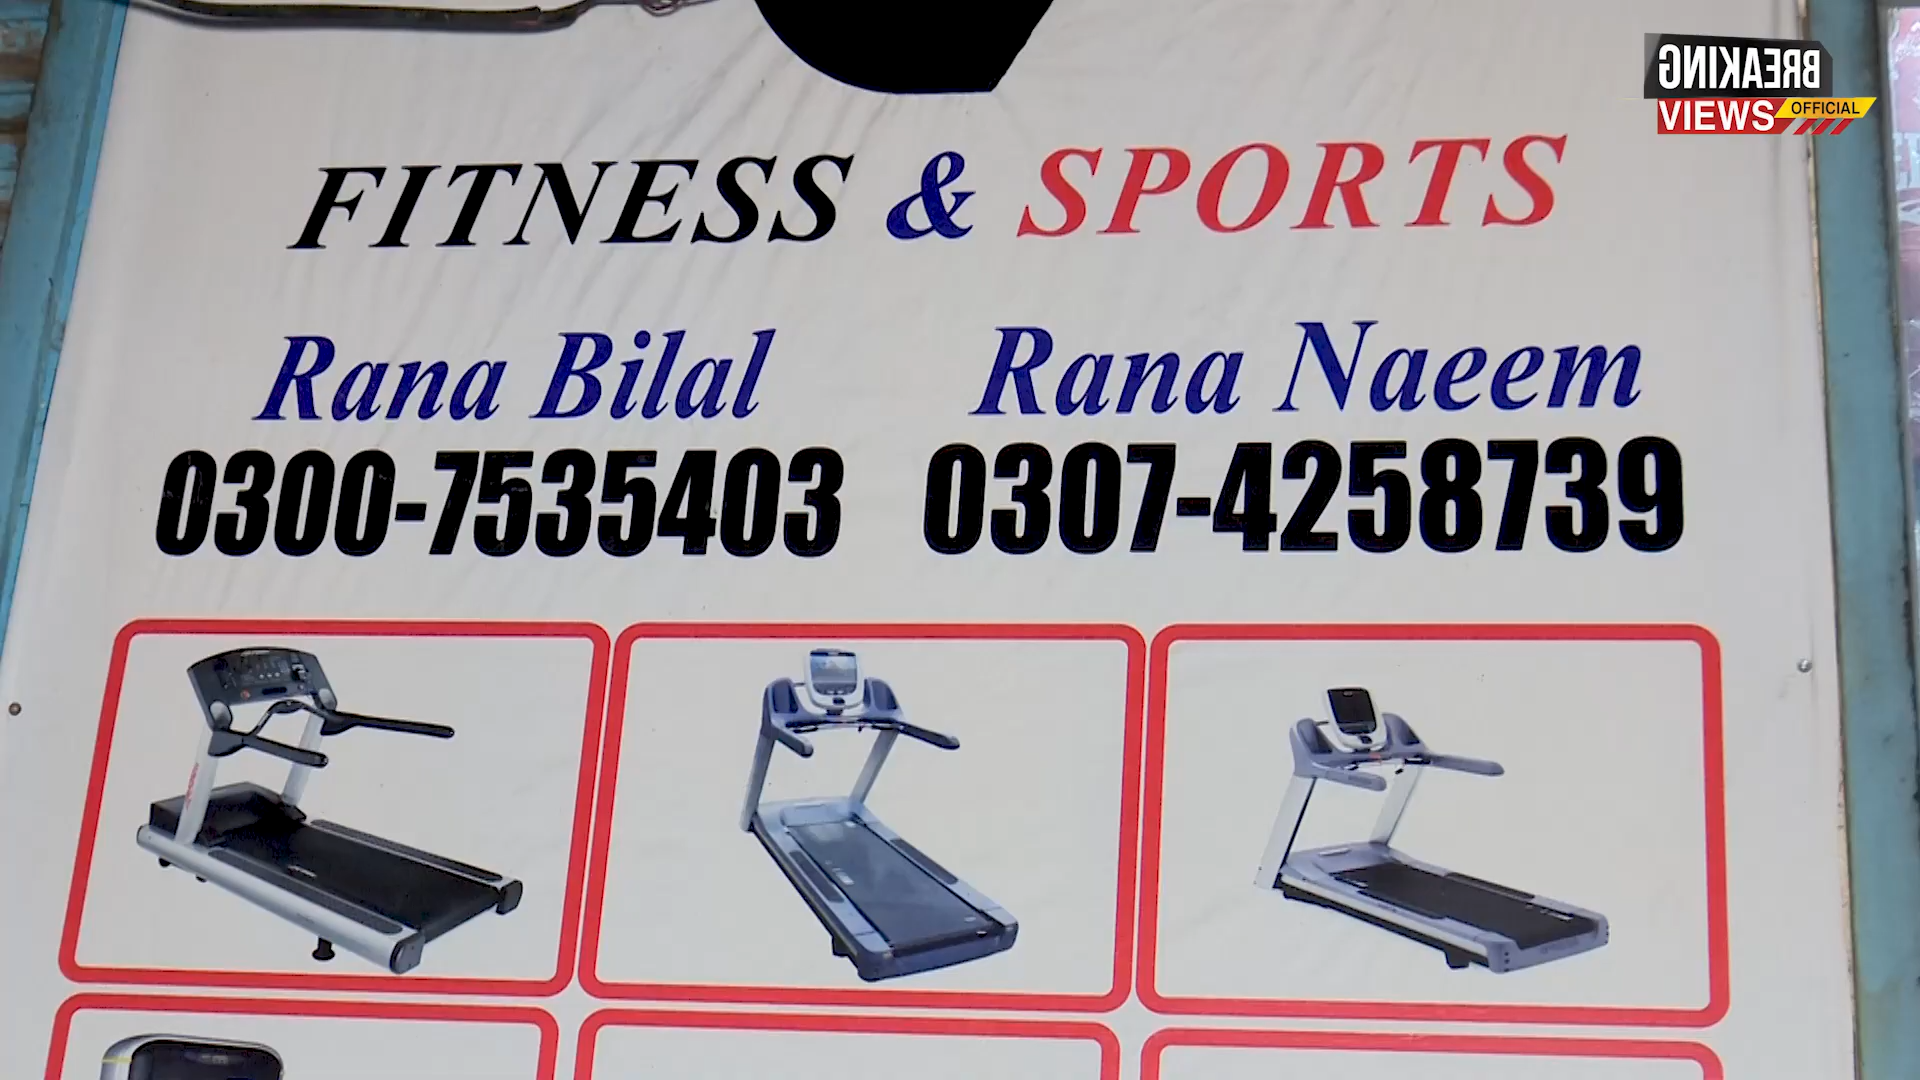 BREAKING
VIEWS OFFICIAL
FITNESS & SPORTS
Rana Bilal Rana Naeem
0300-7535403 0307-4258739